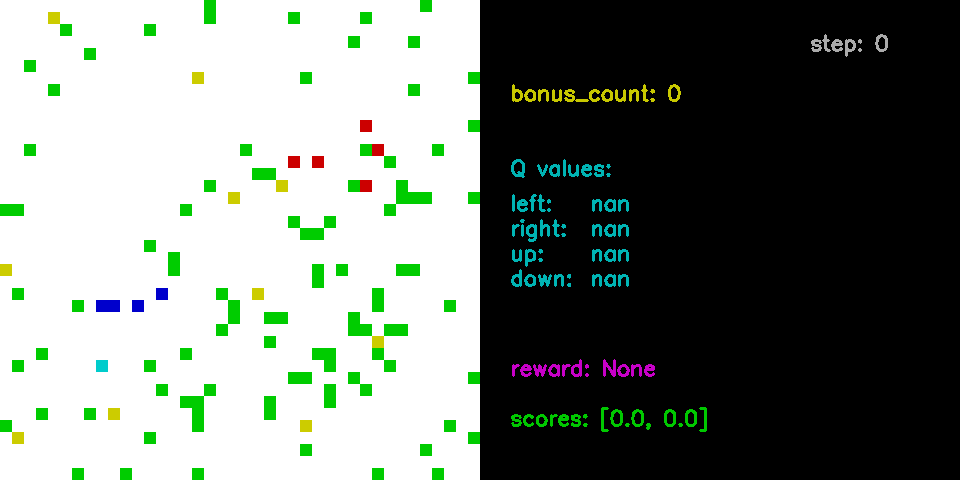 step: 0
bonus_count: 0
Q values:
left: nan
right: nan
up: nan
down: nan
reward: None
scores: [0.0, 0.0]